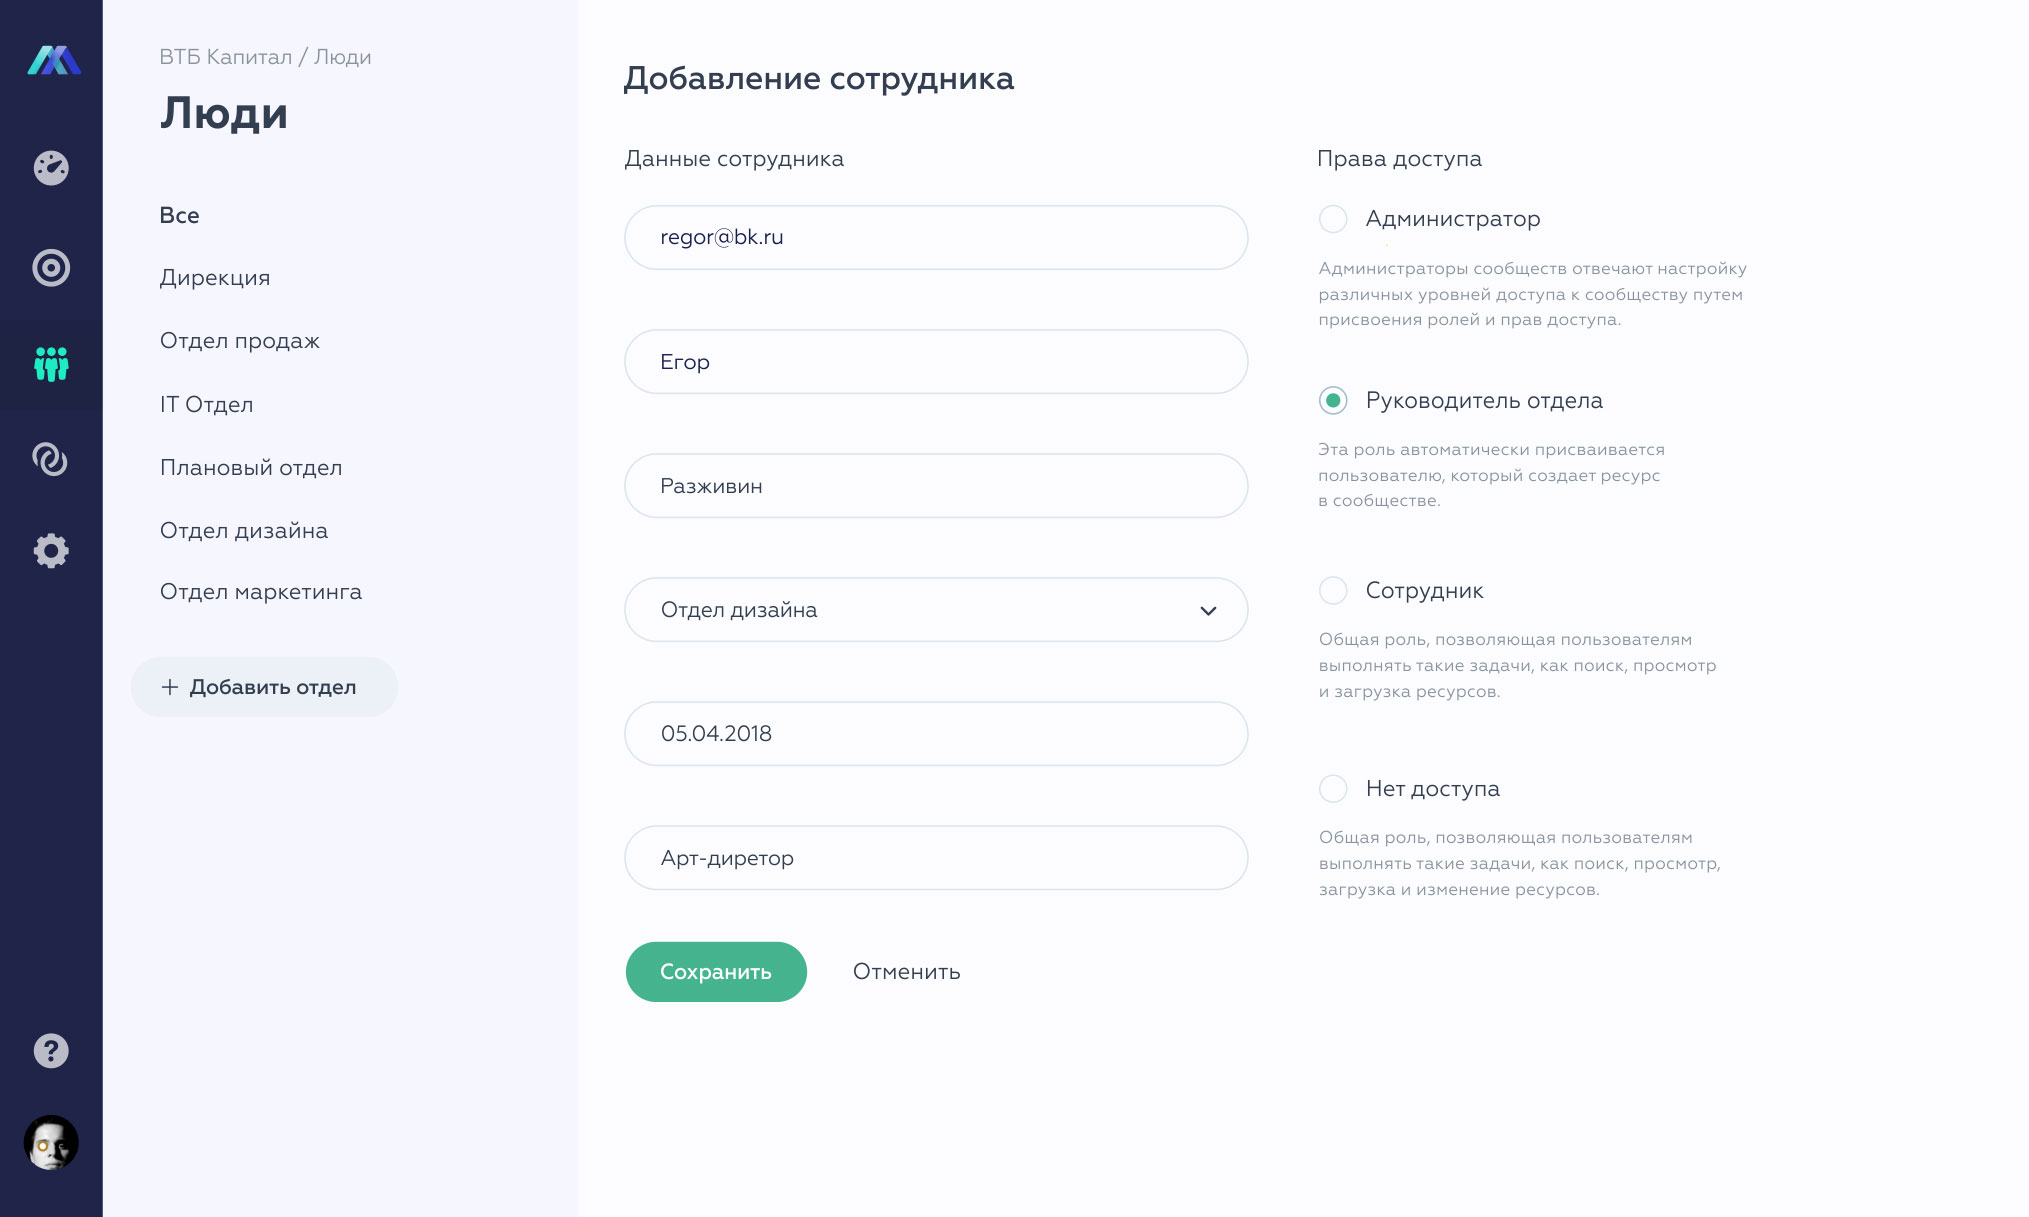 ВТБ Капитал / Люди
Люди
Все
Дирекция
Отдел продаж
IT Отдел
Плановый отдел
Отдел дизайна
Отдел маркетинга
+ Добавить отдел
Добавление сотрудника
Данные сотрудника
regor@bk.ru
Егор
Разживин
Отдел дизайна
05.04.2018
Арт-диретор
Сохранить
Отменить
Права доступа
Администратор
Администраторы сообществ отвечают настройку
различных уровней доступа к сообществу путем
присвоения ролей и прав доступа.
Руководитель отдела
Эта роль автоматически присваивается
пользователю, который создает ресурс
в сообществе.
Сотрудник
Общая роль, позволяющая пользователям
выполнять такие задачи, как поиск, просмотр
и загрузка ресурсов.
Нет доступа
Общая роль, позволяющая пользователям
выполнять такие задачи, как поиск, просмотр,
загрузка и изменение ресурсов.
?